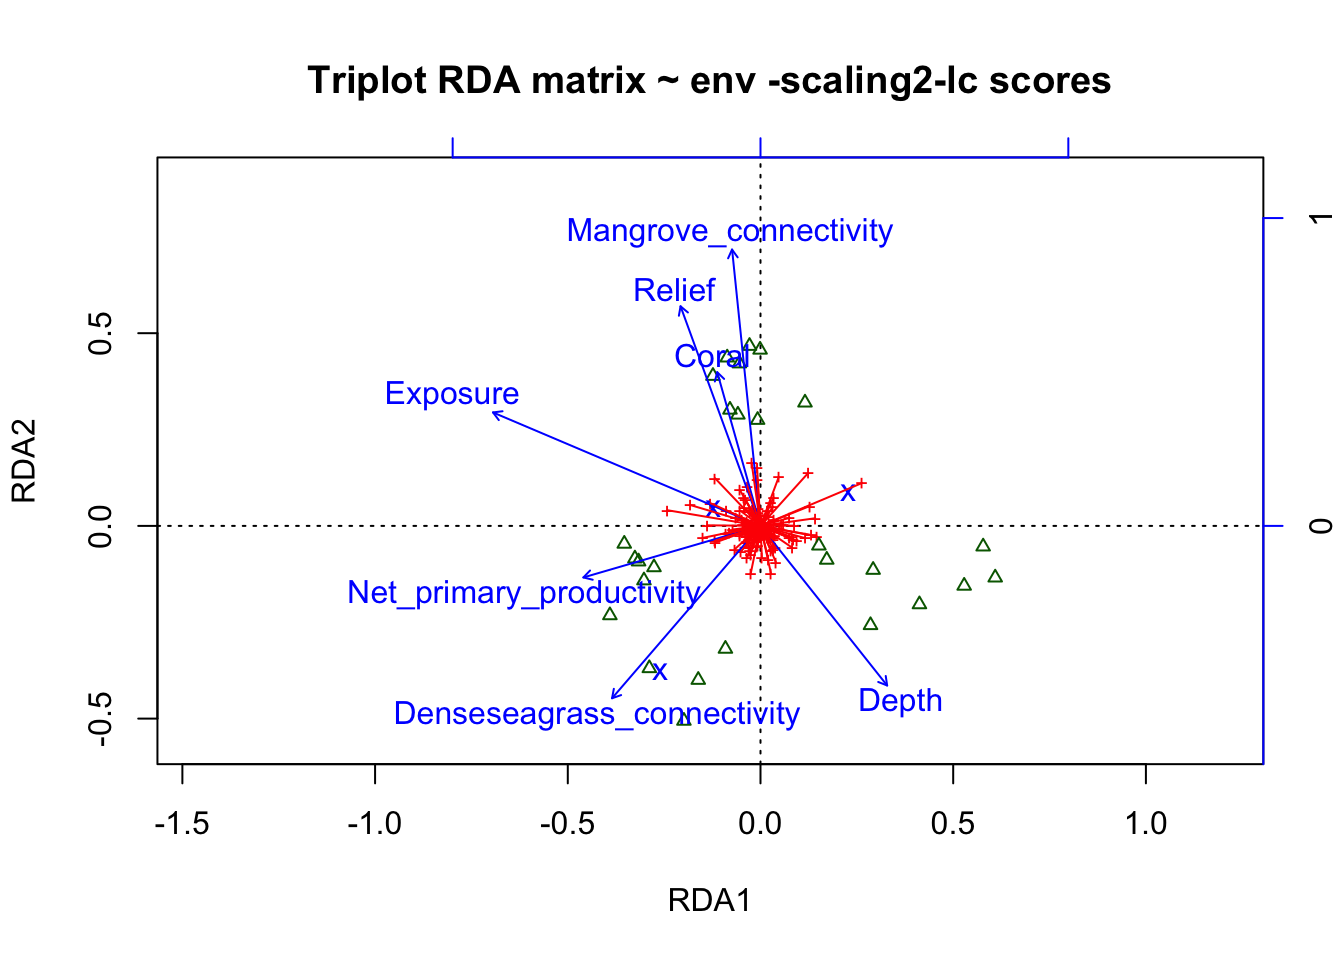 Triplot RDA matrix ~ env -scaling2-lc scores
Mangrove_connectivity
Relief
Coral
Exposure
Net_primary_productivity
Denseseagrass_connectivity
Depth
x
x
x
RDA2
0.5
0.0
-0.5
1
0
-1.5
-1.0
-0.5
0.0
0.5
1.0
RDA1